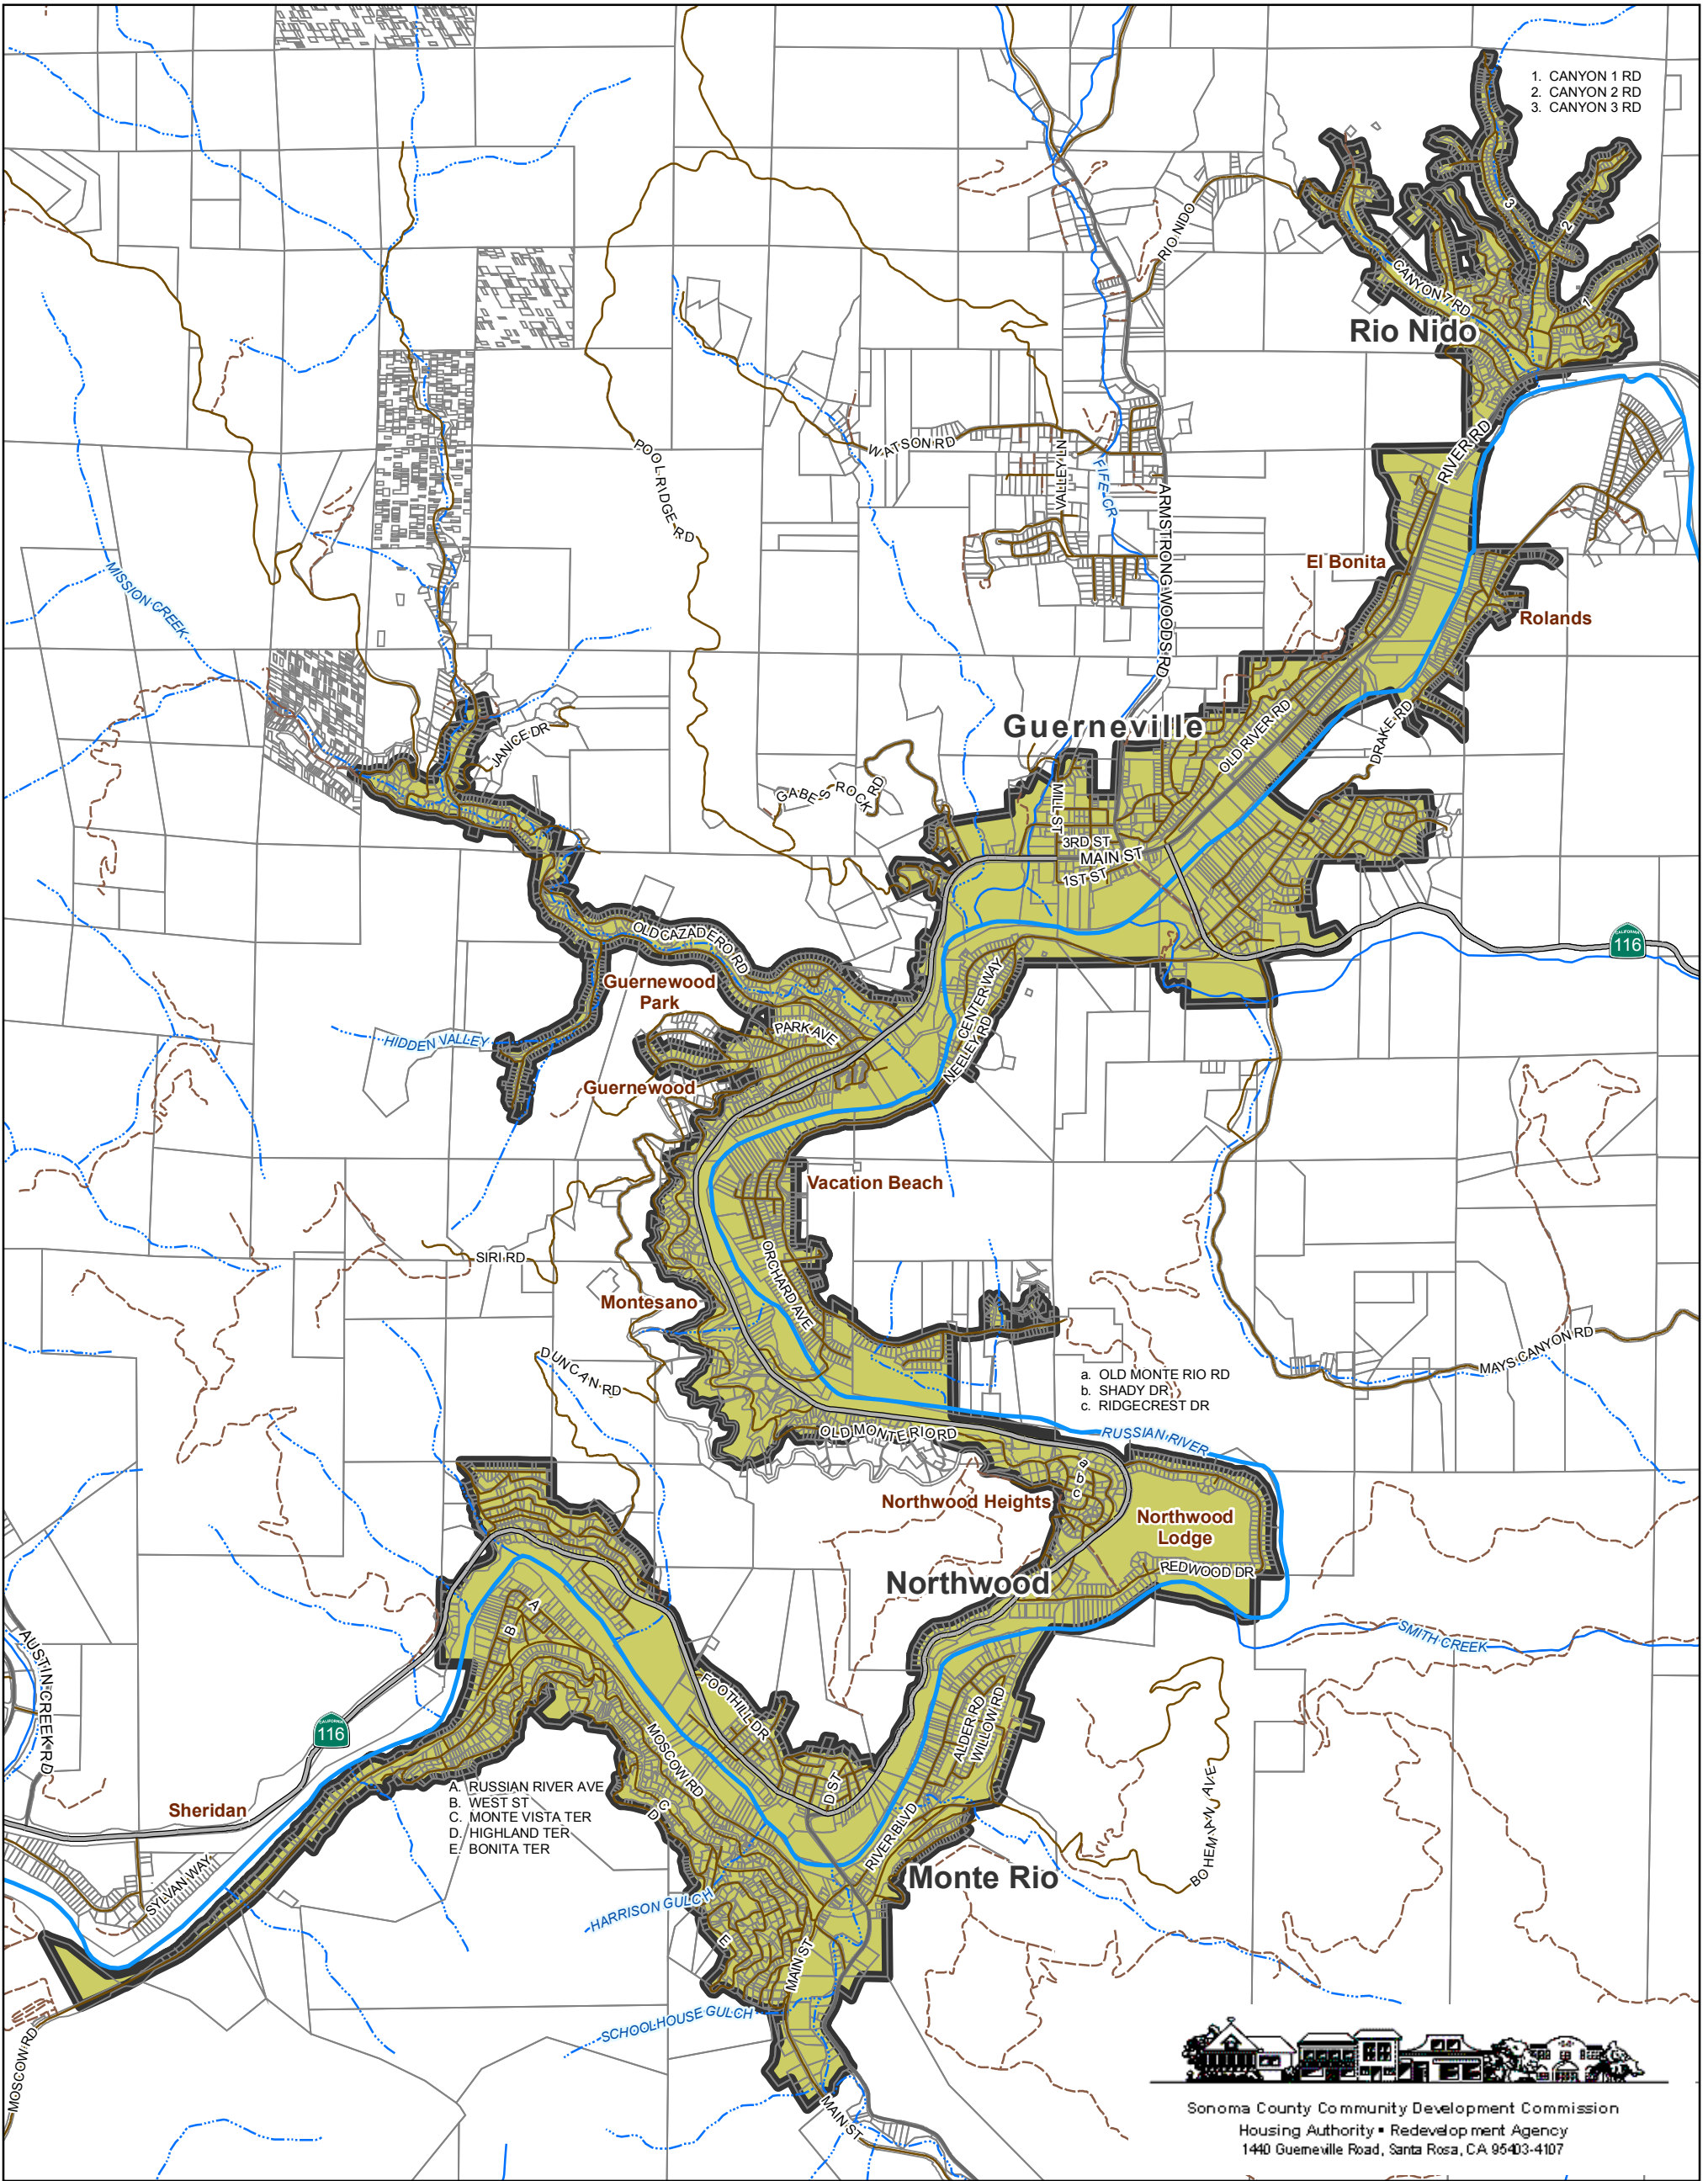 1. CANYON 1 RD
2. CANYON 2 RD
3. CANYON 3 RD
3
2
1
RIO NIDO
CANYON 7 RD
Rio Nido
RIVER RD
WATSON RD
VALLEY LN
FIFE CR
POOL RIDGE RD
ARMSTRONG WOODS RD
El Bonita
Rolands
MISSION CREEK
JANICE DR
Guerneville
OLD RIVER RD
DRAKE RD
GABES ROCK RD
MILL ST
3RD ST
MAIN ST
1ST ST
OLD CAZADERO RD
CALIFORNIA
116
Guernewood
Park
CENTER WAY
NEELEY RD
PARK AVE
HIDDEN VALLEY
Guernewood
Vacation Beach
ORCHARD AVE
SIRI RD
Montesano
DUNCAN RD
MAYS CANYON RD
a. OLD MONTE RIO RD
b. SHADY DR
c. RIDGECREST DR
OLD MONTE RIO RD
RUSSIAN RIVER
a
b
c
Northwood Heights
Northwood
Lodge
REDWOOD DR
Northwood
A
B
SMITH CREEK
AUSTIN CREEK RD
FOOTHILL DR
ALDER RD
WILLOW RD
MOSCOW RD
CALIFORNIA
116
D ST
BOHEMIAN AVE
A. RUSSIAN RIVER AVE
B. WEST ST
C. MONTE VISTA TER
D. HIGHLAND TER
E. BONITA TER
C
D
Sheridan
RIVER BLVD
Monte Rio
SYLVAN WAY
HARRISON GULCH
E
MAIN ST
SCHOOLHOUSE GULCH
MOSCOW RD
MAIN ST
Sonoma County Community Development Commission
Housing Authority ▪ Redevelopment Agency
1440 Guerneville Road, Santa Rosa, CA 95403-4107